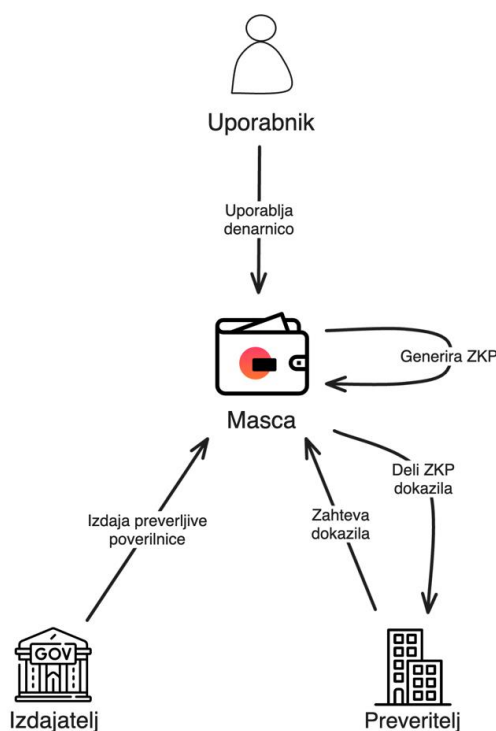 Uporabnik
Uporablja
denarnico
Generira ZKP
Masca
Deli ZKP
dokazila
Zahteva
dokazila
Izdaja preverljive
poverilnice
GOV
Izdajatelj
Preveritelj